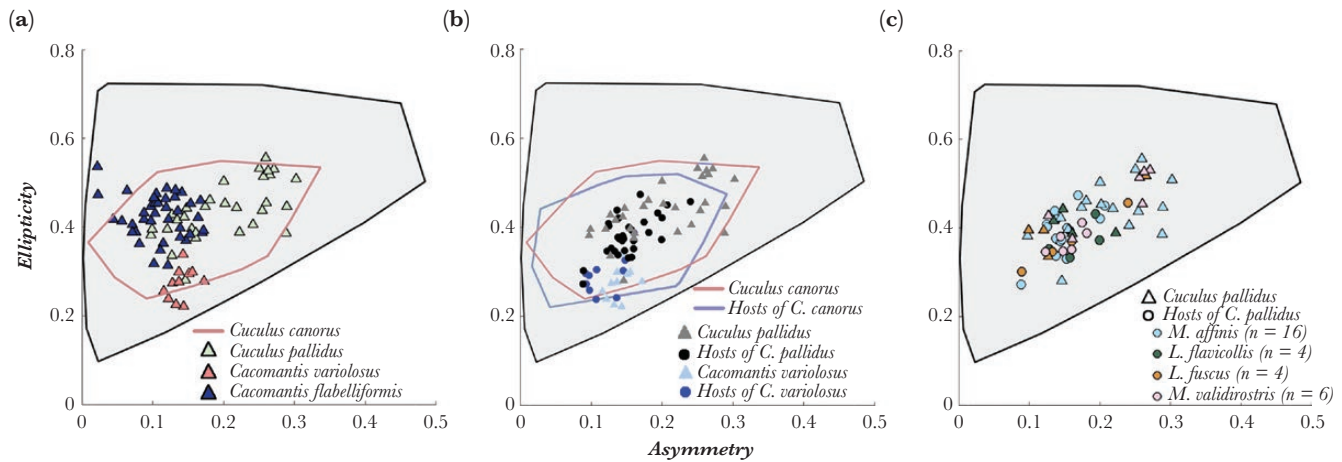 (a)
(b)
(c)
0.8
0.6
0.4
0.2
0
0.1
0.2
0.3
0.4
0.5
Ellipticity
Cuculus canorus
Cuculus pallidus
Cacomantis variolosus
Cacomantis flabelliformis
0.8
0.6
0.4
0.2
0
0.1
0.2
0.3
0.4
0.5
Asymmetry
Cuculus canorus
Hosts of C. canorus
Cuculus pallidus
Hosts of C. pallidus
Cacomantis variolosus
Hosts of C. variolosus
0.8
0.6
0.4
0.2
0
0.1
0.2
0.3
0.4
0.5
Cuculus pallidus
Hosts of C. pallidus
M. affinis (n = 16)
L. flavicollis (n = 4)
L. fuscus (n = 4)
M. validirostris (n = 6)